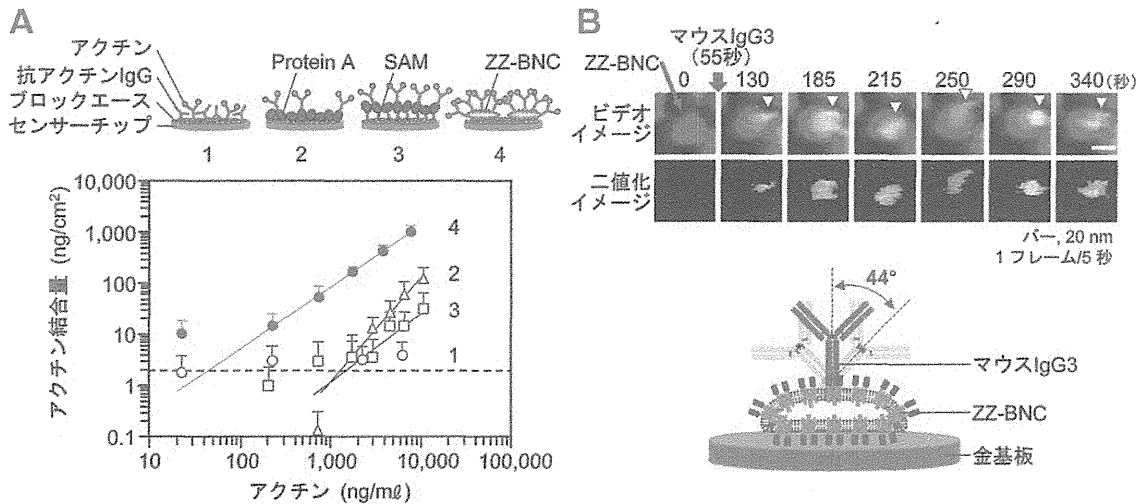 A
アクチン
抗アクチンIgG
ブロックエース
センサーチップ
Protein A
SAM
ZZ-BNC
1
2
3
4
アクチン結合量 (ng/cm²)
10,000
1,000
100
10
1
0.1
4
2
3
1
10
100
1,000
10,000
100,000
アクチン (ng/mℓ)
B
マウスIgG3
(55秒)
ZZ-BNC
0 130 185 215 250 290 340(秒)
ビデオ
イメージ
二値化
イメージ
バー, 20 nm
1 フレーム/5 秒
44°
マウスIgG3
ZZ-BNC
金基板